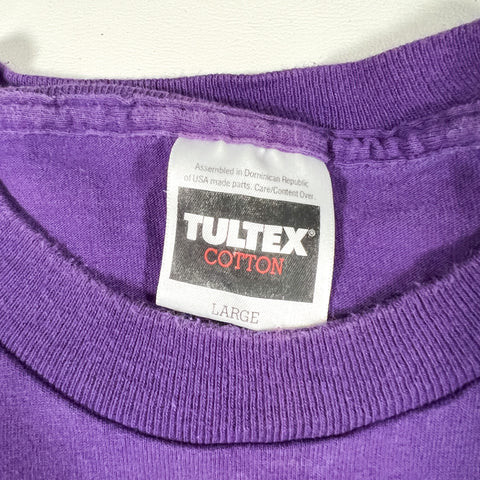 Assembled in Dominican Republic
of USA made parts. Care/Content Over.
TULTEX®
COTTON
LARGE